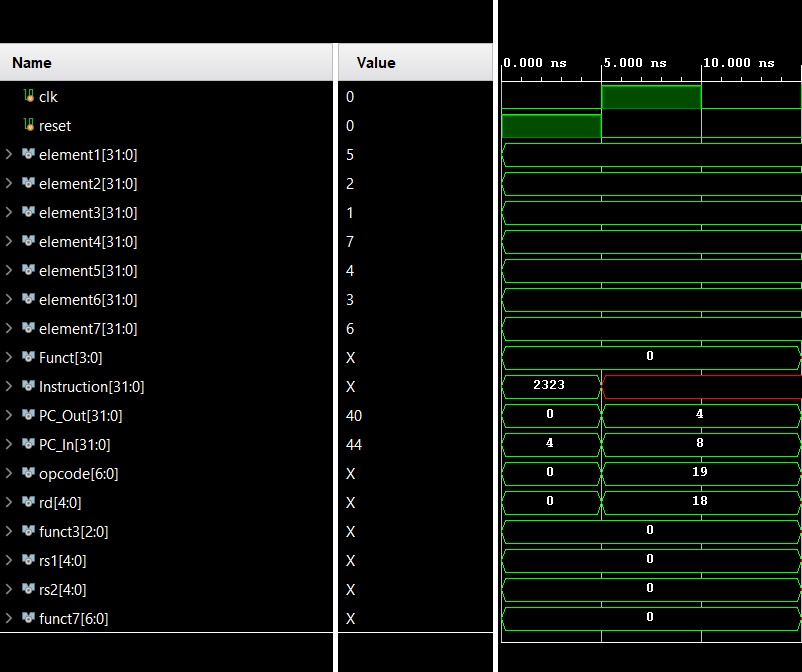 Name Value 0.000 ns 5.000 ns 10.000 ns
clk 0
reset 0
element1[31:0] 5
element2[31:0] 2
element3[31:0] 1
element4[31:0] 7
element5[31:0] 4
element6[31:0] 3
element7[31:0] 6
Funct[3:0] X 0
Instruction[31:0] X 2323
PC_Out[31:0] 40 0 4
PC_In[31:0] 44 4 8
opcode[6:0] X 0 19
rd[4:0] X 0 18
funct3[2:0] X 0
rs1[4:0] X 0
rs2[4:0] X 0
funct7[6:0] X 0